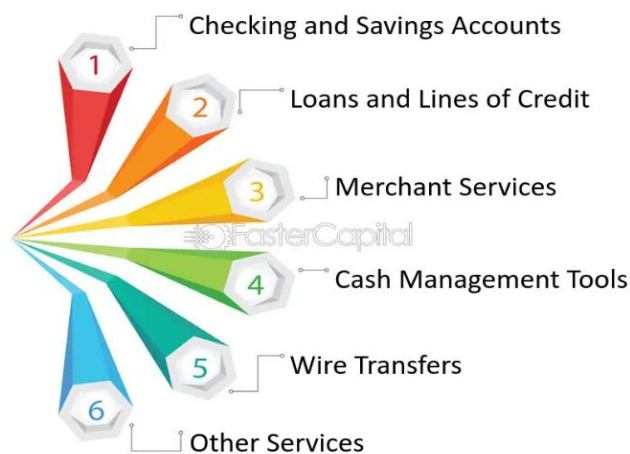 1 Checking and Savings Accounts
2 Loans and Lines of Credit
3 Merchant Services
FasterCapital
4 Cash Management Tools
5 Wire Transfers
6 Other Services